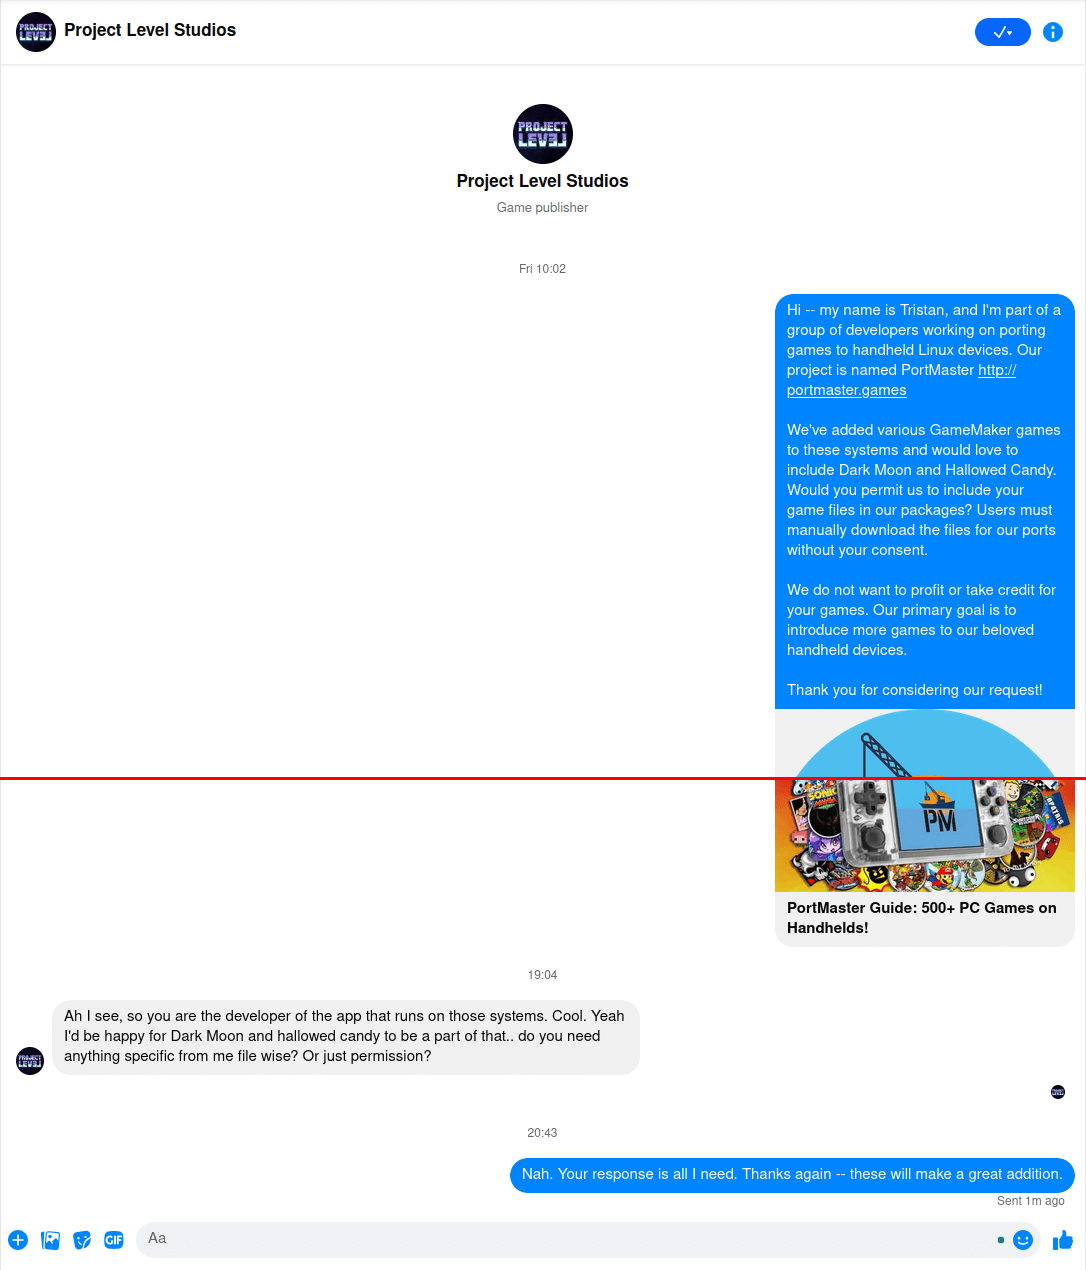 PROJECT
LEVEL
Project Level Studios
PROJECT
LEVEL
Project Level Studios
Game publisher
Fri 10:02
Hi -- my name is Tristan, and I'm part of a
group of developers working on porting
games to handheld Linux devices. Our
project is named PortMaster http://
portmaster.games
We've added various GameMaker games
to these systems and would love to
include Dark Moon and Hallowed Candy.
Would you permit us to include your
game files in our packages? Users must
manually download the files for our ports
without your consent.
We do not want to profit or take credit for
your games. Our primary goal is to
introduce more games to our beloved
handheld devices.
Thank you for considering our request!
SONIC
MANIA
APATRIS
PM
PortMaster Guide: 500+ PC Games on
Handhelds!
19:04
Ah I see, so you are the developer of the app that runs on those systems. Cool. Yeah
I'd be happy for Dark Moon and hallowed candy to be a part of that.. do you need
anything specific from me file wise? Or just permission?
PROJECT
LEVEL
20:43
Nah. Your response is all I need. Thanks again -- these will make a great addition.
Sent 1m ago
GIF
Aa